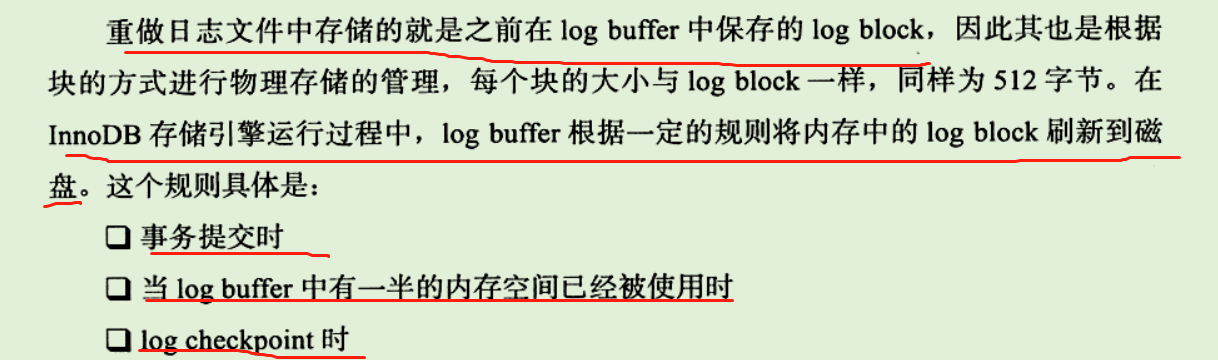 重做日志文件中存储的就是之前在 log buffer 中保存的 log block，因此其也是根据
块的方式进行物理存储的管理，每个块的大小与 log block 一样，同样为 512 字节。在
InnoDB 存储引擎运行过程中，log buffer 根据一定的规则将内存中的 log block 刷新到磁
盘。这个规则具体是：
❑ 事务提交时
❑ 当 log buffer 中有一半的内存空间已经被使用时
❑ log checkpoint 时